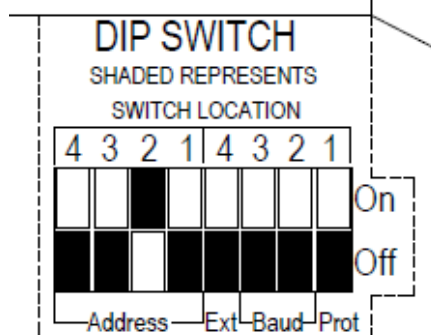 DIP SWITCH
SHADED REPRESENTS
SWITCH LOCATION
4 3 2 1 4 3 2 1
On
Off
Address Ext Baud Prot